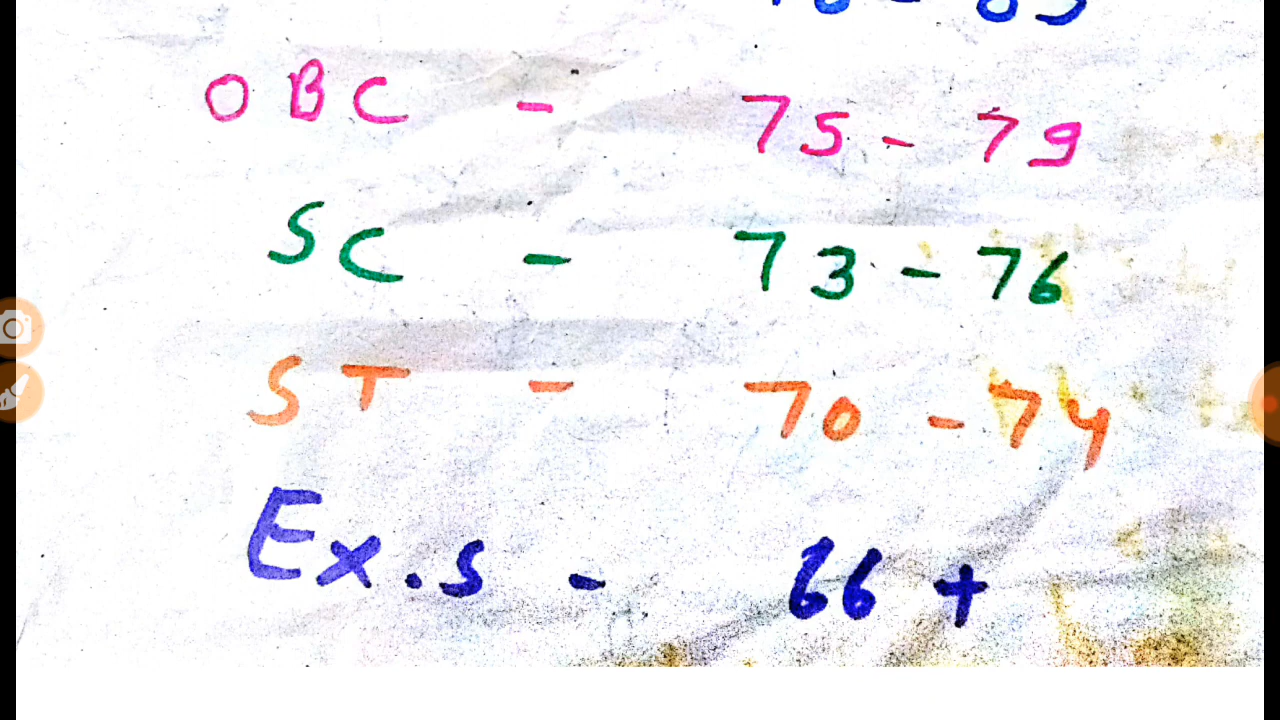 OBC - 75 - 79
SC - 73 - 76
ST - 70 - 74
Ex.S - 66 +